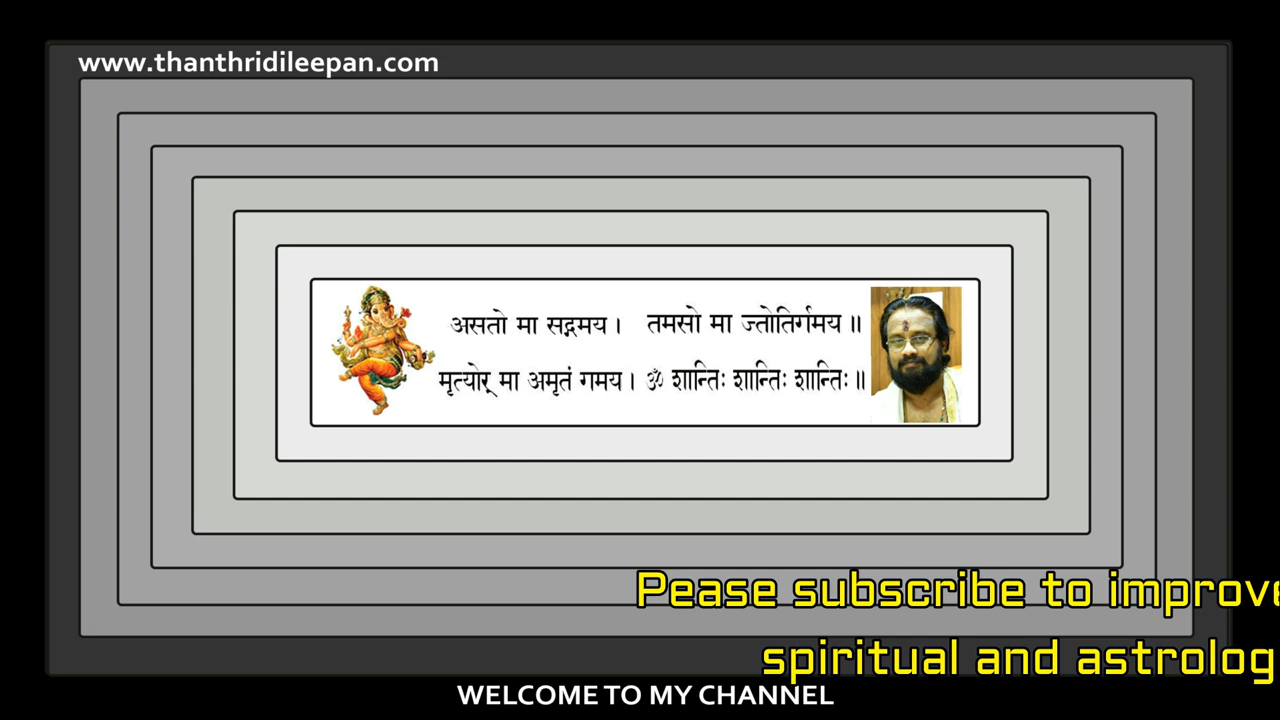 www.thanthridileepan.com
असतो मा सद्गमय। तमसो मा ज्तोतिर्गमय॥
मृत्योर् मा अमृतं गमय। ॐ शान्तिः शान्तिः शान्तिः॥
Pease subscribe to improve
spiritual and astrolog
WELCOME TO MY CHANNEL